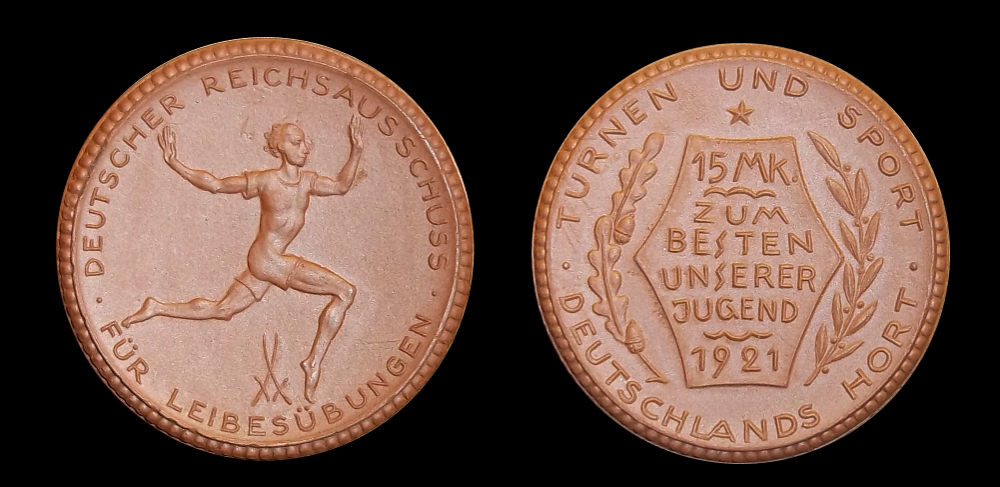 · DEUTSCHER REICHSAUSSCHUSS ·
FÜR LEIBESÜBUNGEN
TURNEN UND SPORT
· DEUTSCHLANDS HORT ·
15 MK.
ZUM
BESTEN
UNSERER
JUGEND
1921